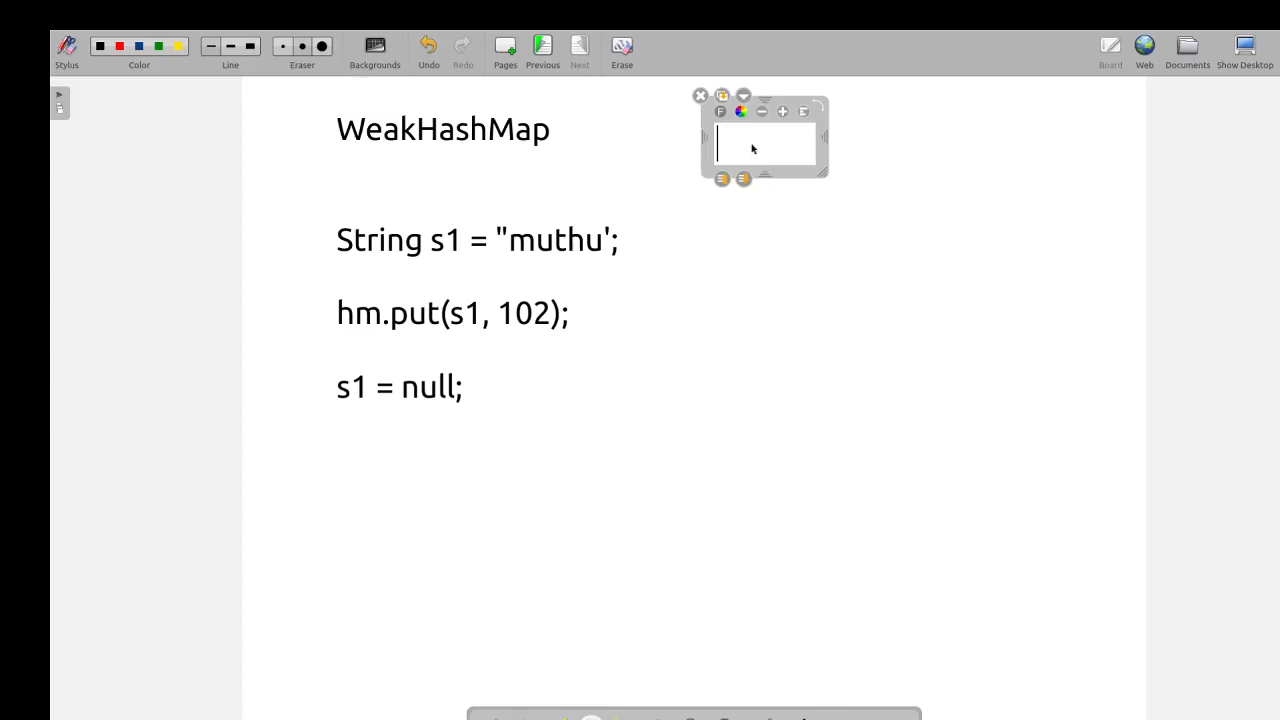 Stylus Color Line Eraser Backgrounds Undo Redo Pages Previous Next Erase Board Web Documents Show Desktop
WeakHashMap
F
String s1 = "muthu';
hm.put(s1, 102);
s1 = null;